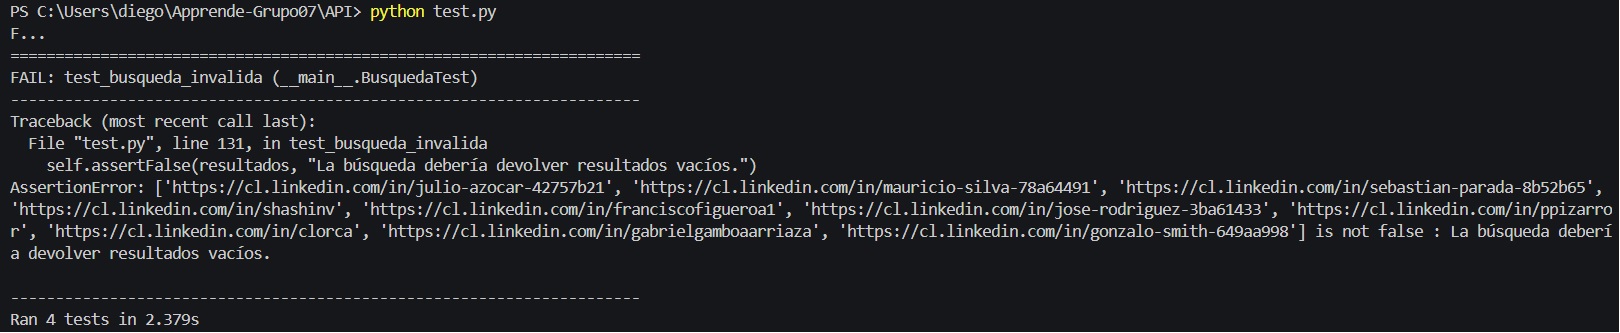 PS C:\Users\diego\Apprende-Grupo07\API> python test.py
F...
======================================================================
FAIL: test_busqueda_invalida (__main__.BusquedaTest)
----------------------------------------------------------------------
Traceback (most recent call last):
  File "test.py", line 131, in test_busqueda_invalida
    self.assertFalse(resultados, "La búsqueda debería devolver resultados vacíos.")
AssertionError: ['https://cl.linkedin.com/in/julio-azocar-42757b21', 'https://cl.linkedin.com/in/mauricio-silva-78a64491', 'https://cl.linkedin.com/in/sebastian-parada-8b52b65',
'https://cl.linkedin.com/in/shashinv', 'https://cl.linkedin.com/in/franciscofigueroa1', 'https://cl.linkedin.com/in/jose-rodriguez-3ba61433', 'https://cl.linkedin.com/in/ppizarro
r', 'https://cl.linkedin.com/in/clorca', 'https://cl.linkedin.com/in/gabrielgamboaarriaza', 'https://cl.linkedin.com/in/gonzalo-smith-649aa998'] is not false : La búsqueda deberí
a devolver resultados vacíos.
----------------------------------------------------------------------
Ran 4 tests in 2.379s